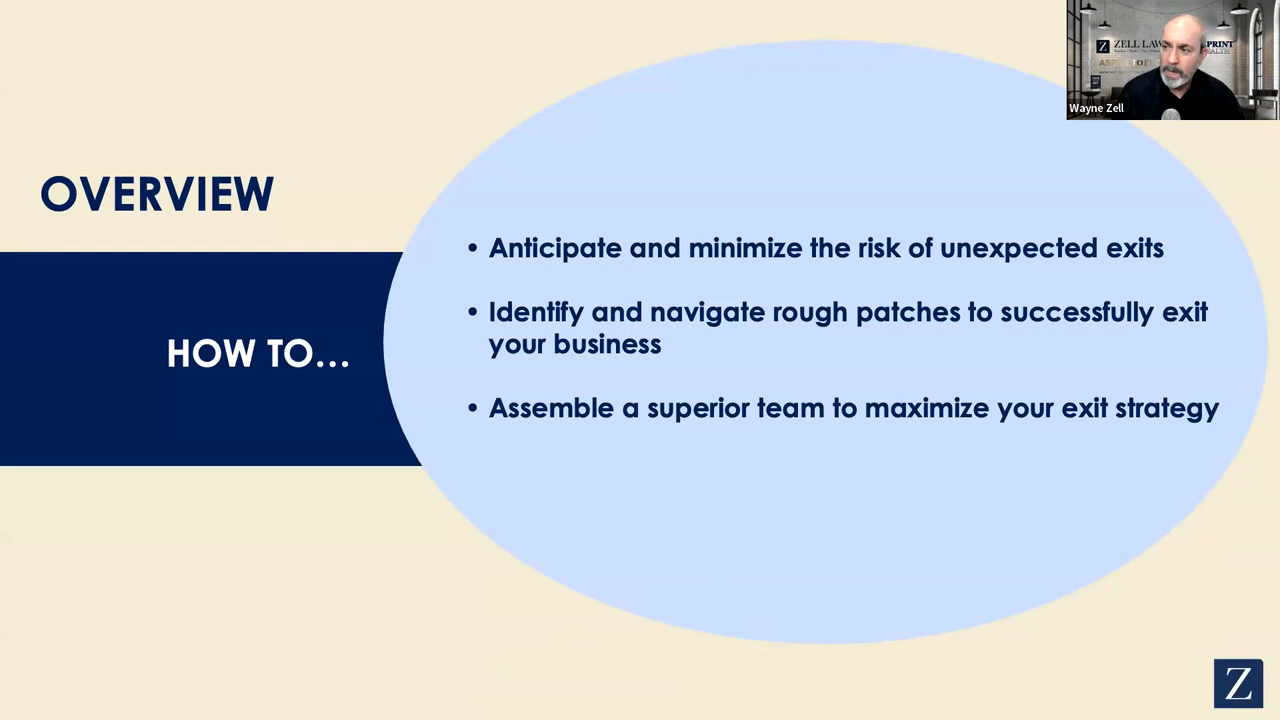 ZELL LAW
PRINT
Wayne Zell
OVERVIEW
HOW TO...
• Anticipate and minimize the risk of unexpected exits
• Identify and navigate rough patches to successfully exit
your business
• Assemble a superior team to maximize your exit strategy
Z